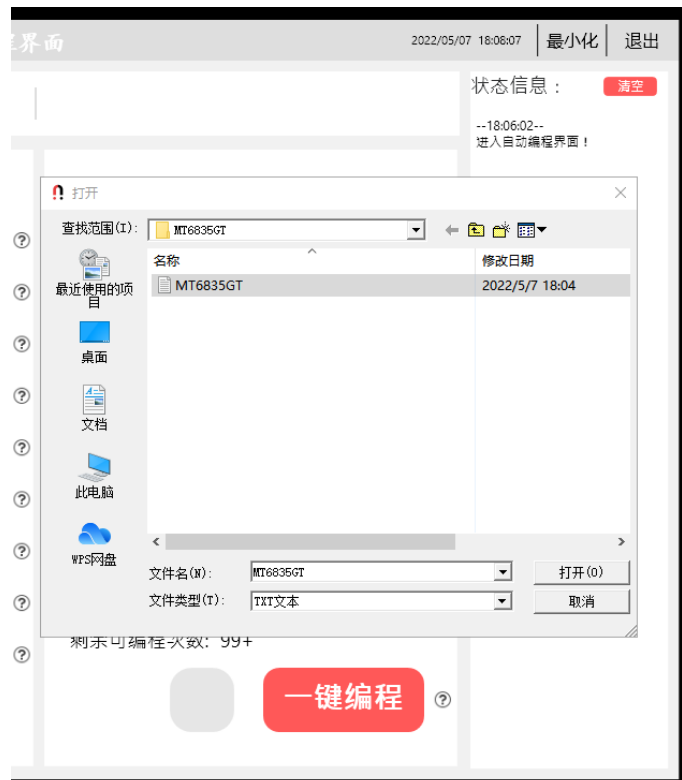 界面
2022/05/07 18:08:07
最小化
退出
状态信息：
清空
--18:06:02--
进入自动编程界面！
打开
查找范围(I):
MT6835GT
名称
修改日期
MT6835GT
2022/5/7 18:04
最近使用的项目
桌面
文档
此电脑
WPS网盘
文件名(N):
MT6835GT
打开(O)
文件类型(T):
TXT文本
取消
剩余可编程次数: 99+
一键编程